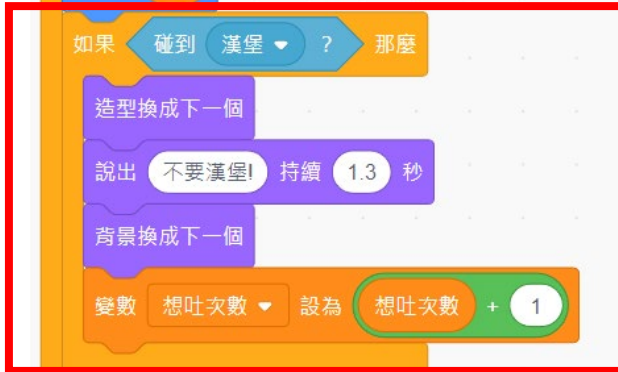 如果 碰到 漢堡 ? 那麼
造型換成下一個
說出 不要漢堡! 持續 1.3 秒
背景換成下一個
變數 想吐次數 設為 想吐次數 + 1